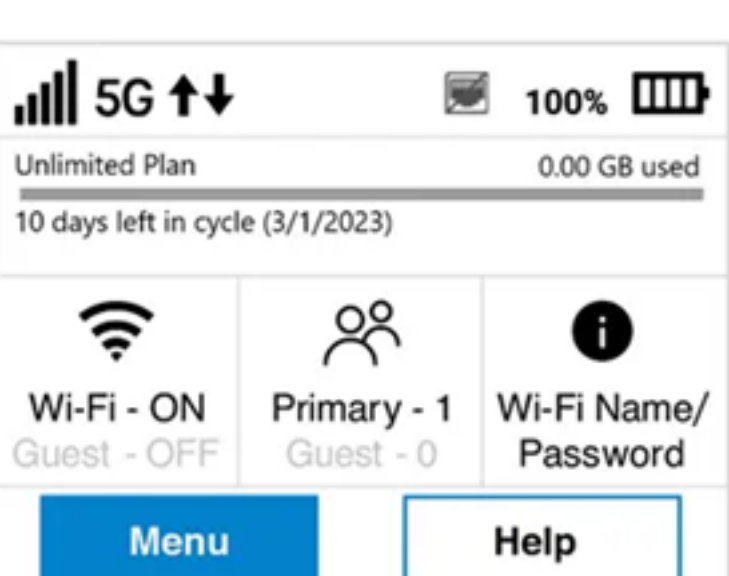 5G 100%
Unlimited Plan 0.00 GB used
10 days left in cycle (3/1/2023)
Wi-Fi - ON
Guest - OFF
Primary - 1
Guest - 0
Wi-Fi Name/
Password
Menu
Help